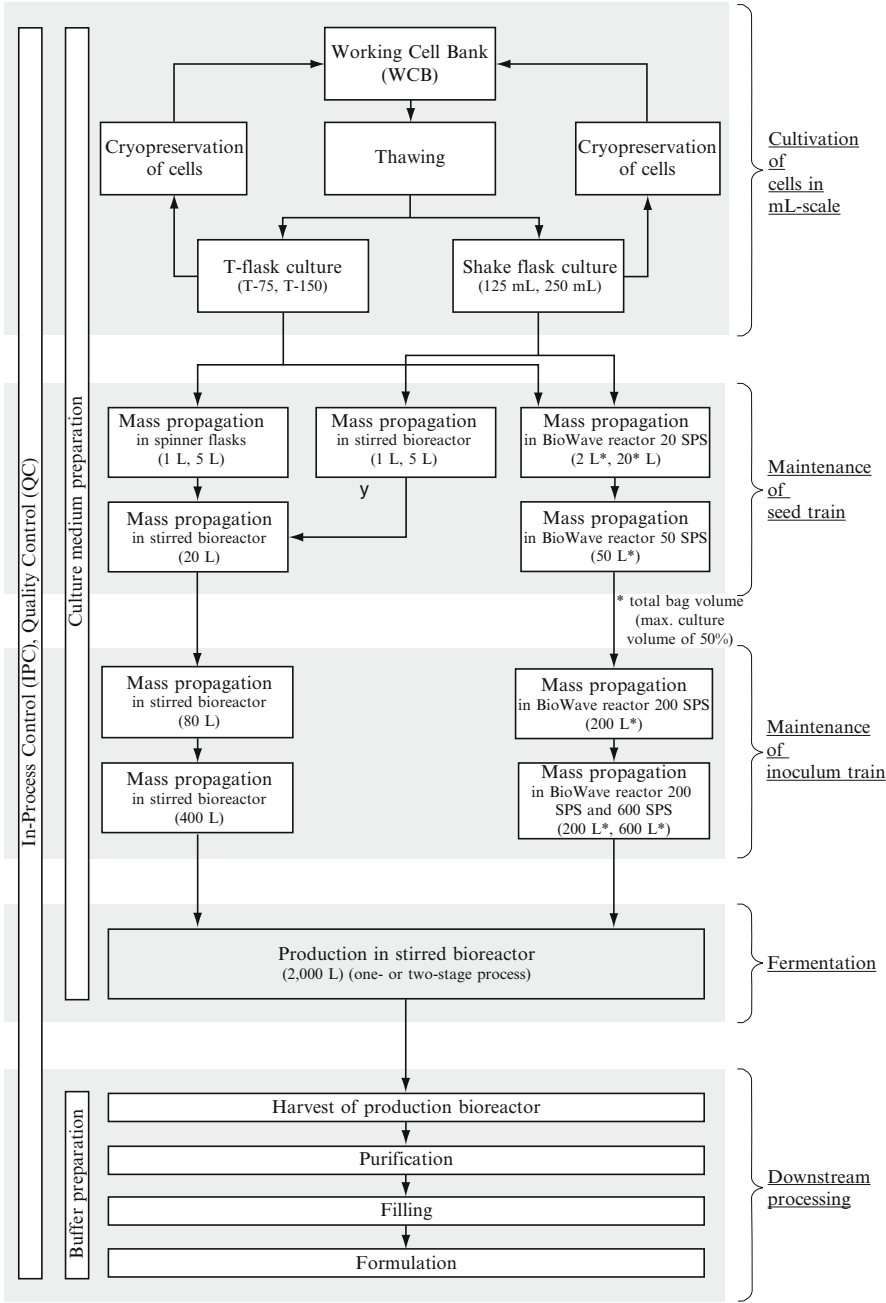 In-Process Control (IPC), Quality Control (QC)
Culture medium preparation
Working Cell Bank
(WCB)
Cryopreservation
of cells
Thawing
Cryopreservation
of cells
T-flask culture
(T-75, T-150)
Shake flask culture
(125 mL, 250 mL)
Cultivation
of
cells in
mL-scale
Mass propagation
in spinner flasks
(1 L, 5 L)
Mass propagation
in stirred bioreactor
(1 L, 5 L)
Mass propagation
in BioWave reactor 20 SPS
(2 L*, 20* L)
y
Mass propagation
in stirred bioreactor
(20 L)
Mass propagation
in BioWave reactor 50 SPS
(50 L*)
Maintenance
of
seed train
* total bag volume
(max. culture
volume of 50%)
Mass propagation
in stirred bioreactor
(80 L)
Mass propagation
in BioWave reactor 200 SPS
(200 L*)
Mass propagation
in stirred bioreactor
(400 L)
Mass propagation
in BioWave reactor 200
SPS and 600 SPS
(200 L*, 600 L*)
Maintenance
of
inoculum train
Production in stirred bioreactor
(2,000 L) (one- or two-stage process)
Fermentation
Buffer preparation
Harvest of production bioreactor
Purification
Filling
Formulation
Downstream
processing